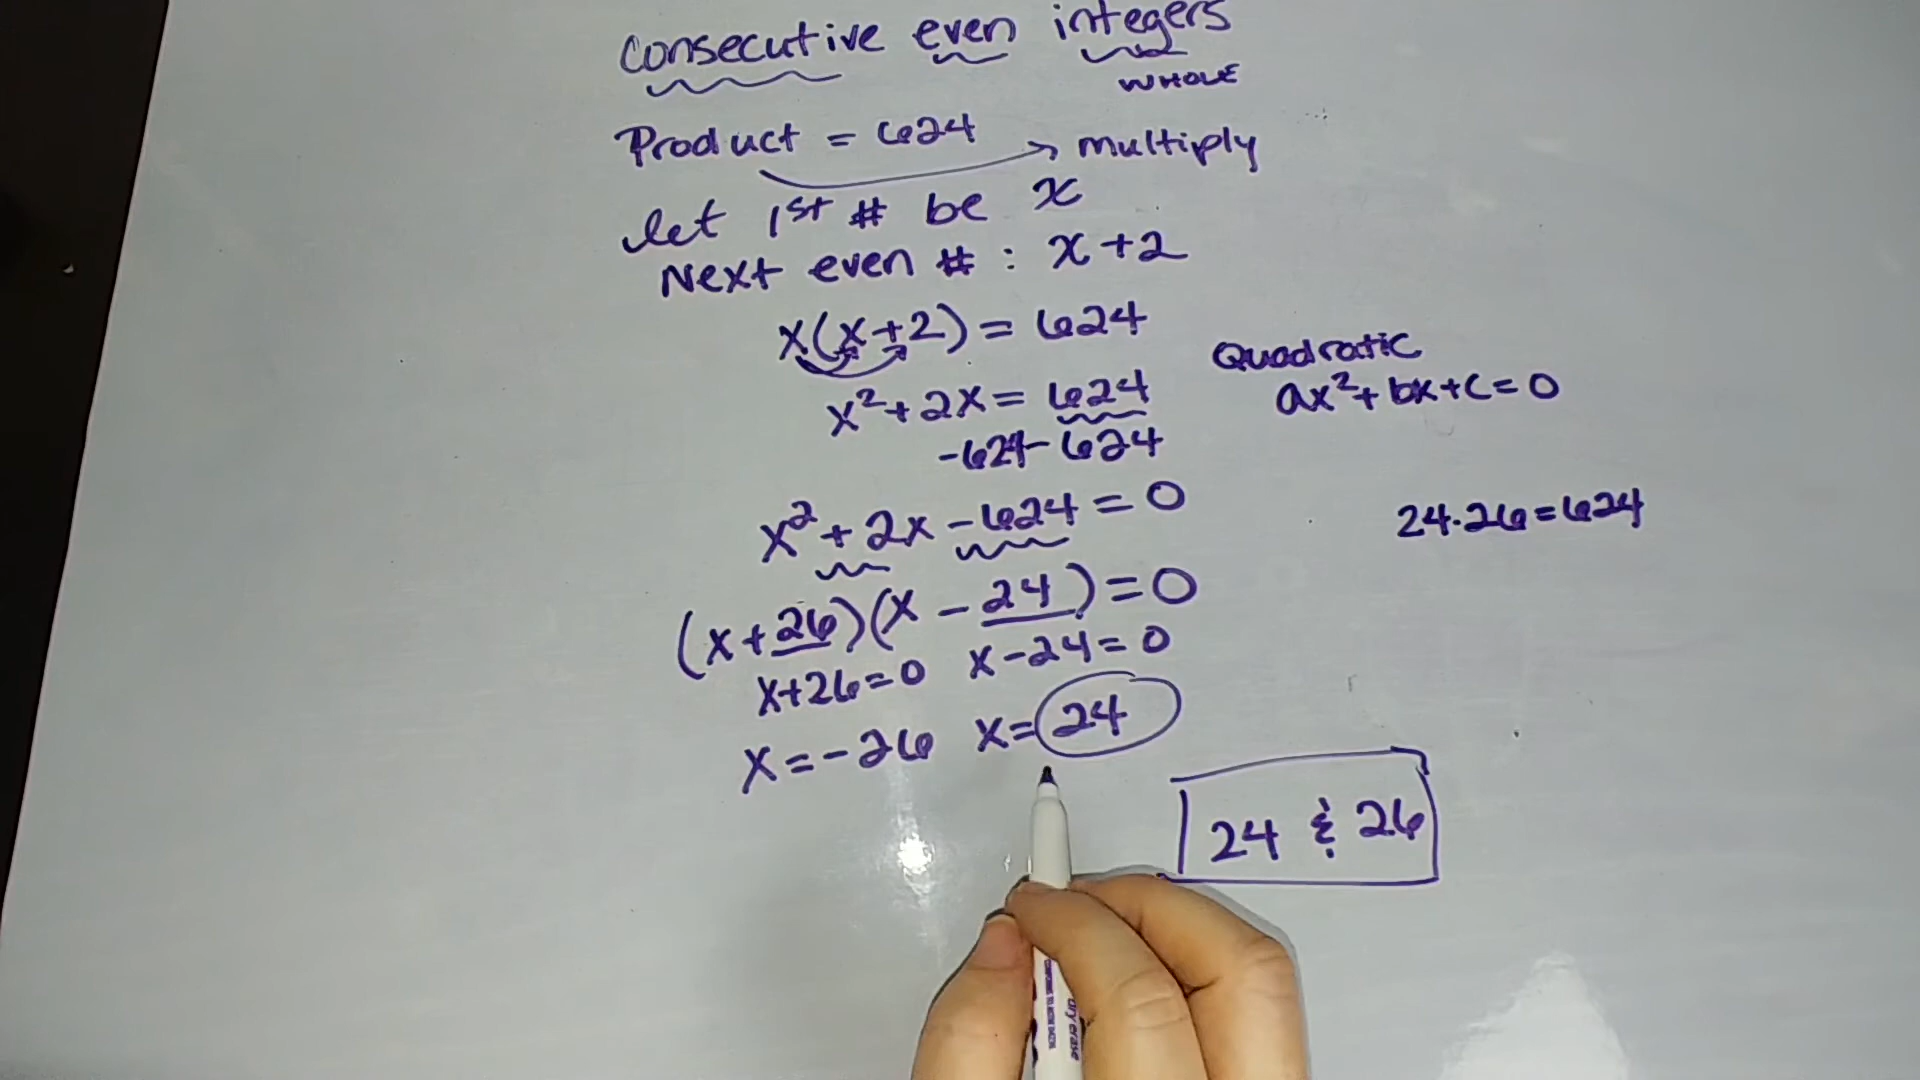 Consecutive even integers
WHOLE
Product = 624 → multiply
let 1st # be x
Next even # : x+2
x(x+2) = 624
Quadratic
x²+2x = 624
ax²+bx+c=0
-624 - 624
x² + 2x - 624 = 0
24·26=624
(x+26)(x - 24) = 0
x+26=0 x-24=0
x=-26 x=24
24 & 26
dry erase